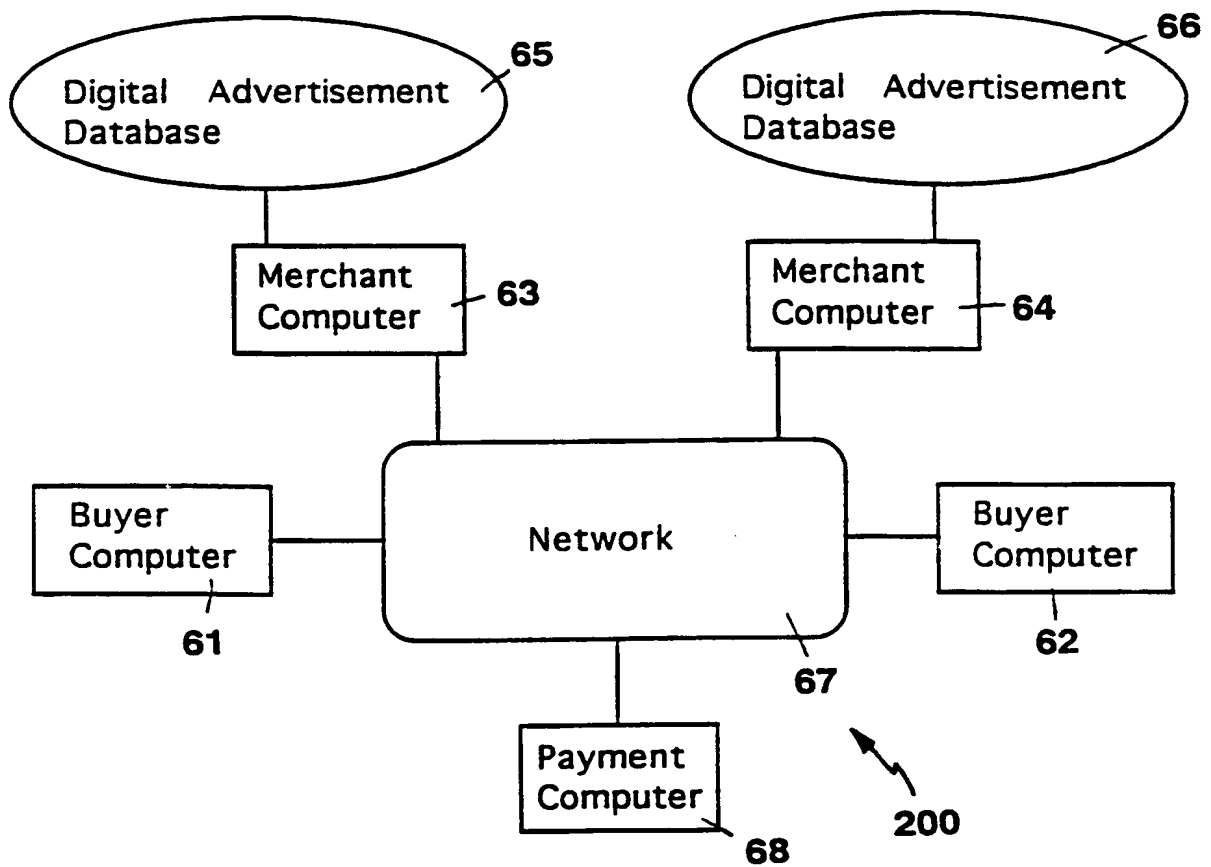 65
Digital Advertisement
Database
66
Digital Advertisement
Database
Merchant
Computer
63
Merchant
Computer
64
Buyer
Computer
61
Network
67
Buyer
Computer
62
Payment
Computer
68
200